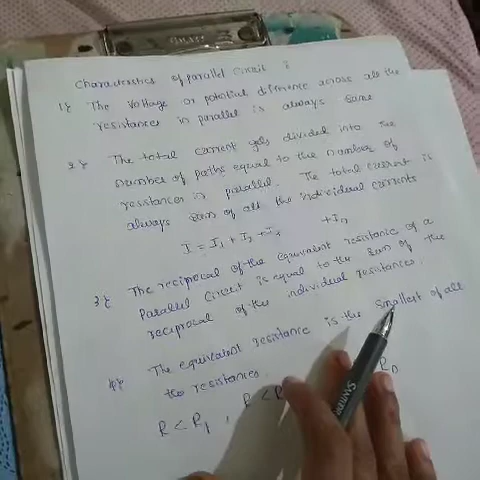 Characterstics of parallel Circuit :
1} The Voltage or potential difference across all the
resistances in parallel is always same
2} The total current gets divided into the
number of paths equal to the number of
resistances in parallel. The total current is
always sum of all the individual currents
I = I1 + I2 + I3 +In
3} The reciprocal of the equivalent resistance of a
Parallel Circuit is equal to the sum of the
reciprocal of the individual resistances.
4} The equivalent resistance is the smallest of all
the resistances.
R < R1 , R < R Rn